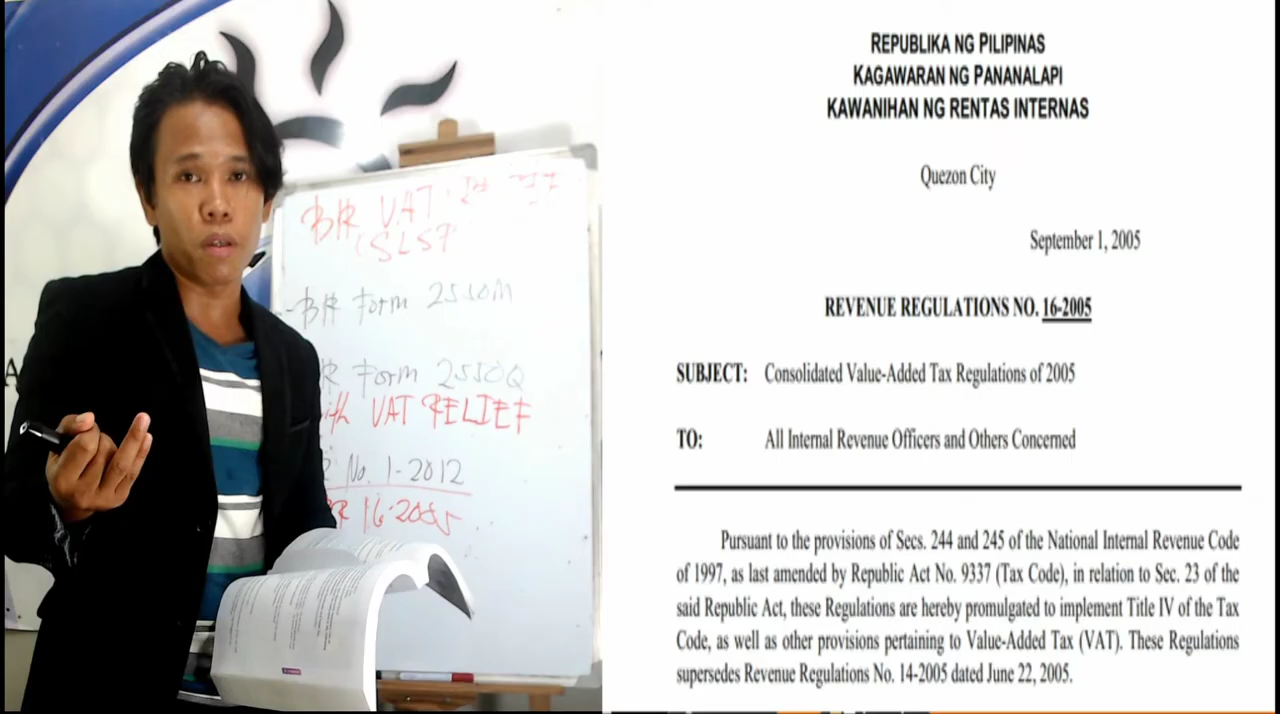 BIR VAT
SLSP
BIR Form 2550M
Form 2550Q
VAT RELIEF
No. 1-2012
16-2005
A
REPUBLIKA NG PILIPINAS
KAGAWARAN NG PANANALAPI
KAWANIHAN NG RENTAS INTERNAS
Quezon City
September 1, 2005
REVENUE REGULATIONS NO. 16-2005
SUBJECT: Consolidated Value-Added Tax Regulations of 2005
TO: All Internal Revenue Officers and Others Concerned
Pursuant to the provisions of Secs. 244 and 245 of the National Internal Revenue Code
of 1997, as last amended by Republic Act No. 9337 (Tax Code), in relation to Sec. 23 of the
said Republic Act, these Regulations are hereby promulgated to implement Title IV of the Tax
Code, as well as other provisions pertaining to Value-Added Tax (VAT). These Regulations
supersedes Revenue Regulations No. 14-2005 dated June 22, 2005.